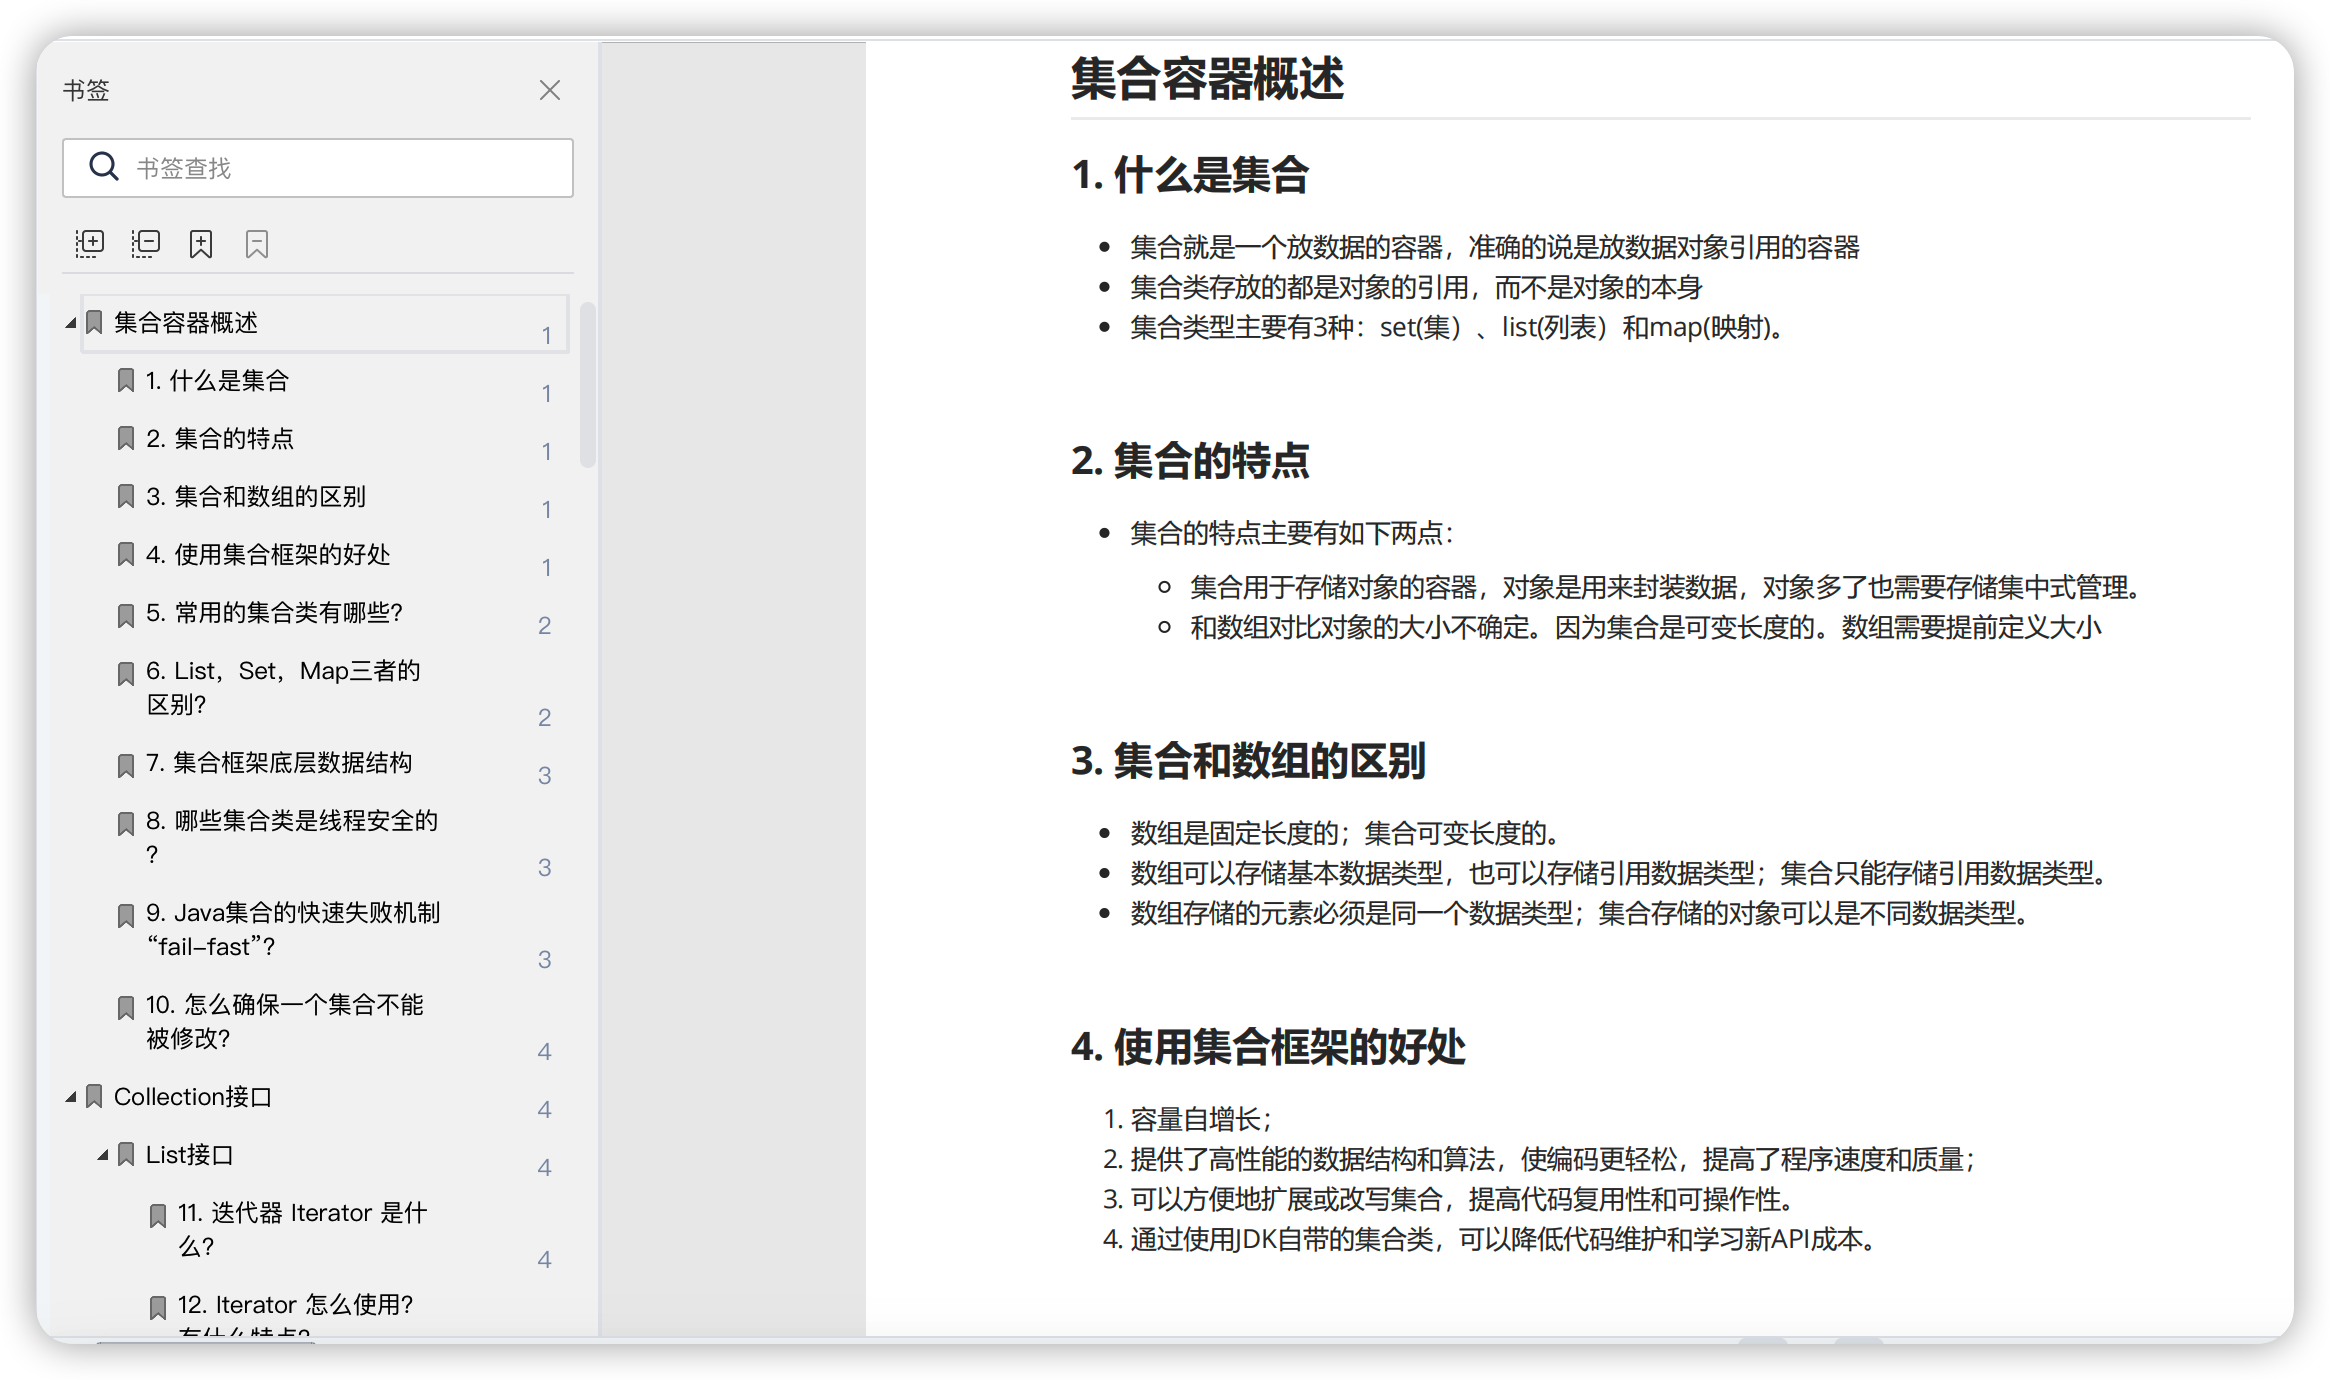 书签
书签查找
集合容器概述 1
1. 什么是集合 1
2. 集合的特点 1
3. 集合和数组的区别 1
4. 使用集合框架的好处 1
5. 常用的集合类有哪些? 2
6. List，Set，Map三者的
区别? 2
7. 集合框架底层数据结构 3
8. 哪些集合类是线程安全的
? 3
9. Java集合的快速失败机制
“fail-fast”? 3
10. 怎么确保一个集合不能
被修改? 4
Collection接口 4
List接口 4
11. 迭代器 Iterator 是什
么? 4
12. Iterator 怎么使用?
有什么特点?
集合容器概述
1. 什么是集合
集合就是一个放数据的容器，准确的说是放数据对象引用的容器
集合类存放的都是对象的引用，而不是对象的本身
集合类型主要有3种：set(集）、list(列表）和map(映射)。
2. 集合的特点
集合的特点主要有如下两点：
集合用于存储对象的容器，对象是用来封装数据，对象多了也需要存储集中式管理。
和数组对比对象的大小不确定。因为集合是可变长度的。数组需要提前定义大小
3. 集合和数组的区别
数组是固定长度的；集合可变长度的。
数组可以存储基本数据类型，也可以存储引用数据类型；集合只能存储引用数据类型。
数组存储的元素必须是同一个数据类型；集合存储的对象可以是不同数据类型。
4. 使用集合框架的好处
1. 容量自增长；
2. 提供了高性能的数据结构和算法，使编码更轻松，提高了程序速度和质量；
3. 可以方便地扩展或改写集合，提高代码复用性和可操作性。
4. 通过使用JDK自带的集合类，可以降低代码维护和学习新API成本。